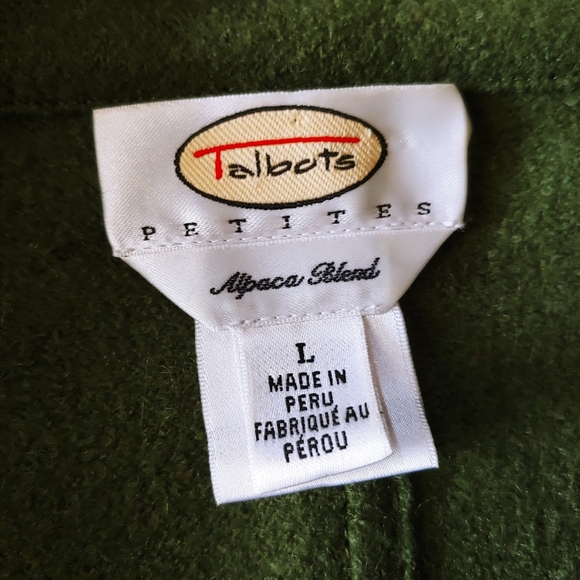 Talbots
PETITES
Alpaca Blend
L
MADE IN
PERU
FABRIQUÉ AU
PÉROU